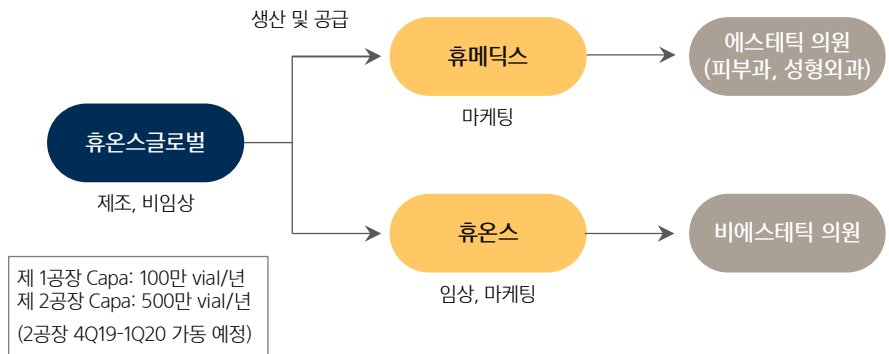 생산 및 공급
휴온스글로벌
제조, 비임상
휴메딕스
마케팅
에스테틱 의원
(피부과, 성형외과)
휴온스
임상, 마케팅
비에스테틱 의원
제 1공장 Capa: 100만 vial/년
제 2공장 Capa: 500만 vial/년
(2공장 4Q19-1Q20 가동 예정)